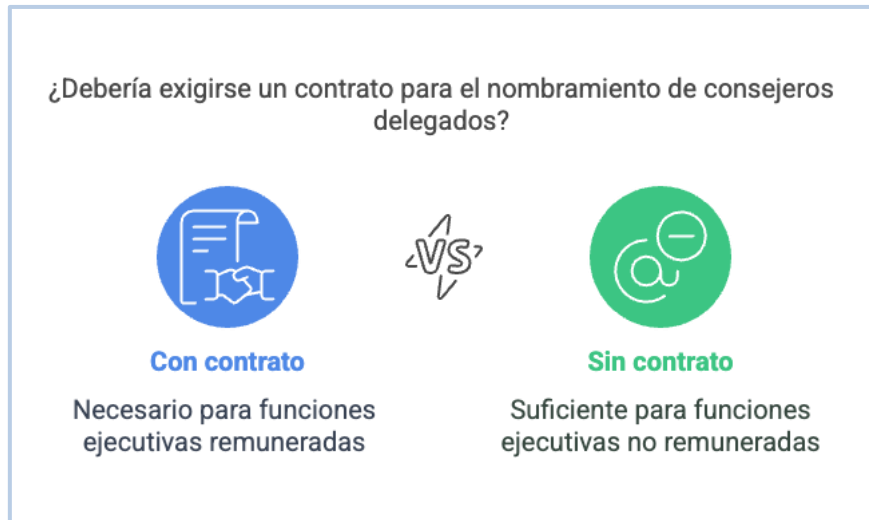 ¿Debería exigirse un contrato para el nombramiento de consejeros
delegados?
VS
Con contrato
Sin contrato
Necesario para funciones
ejecutivas remuneradas
Suficiente para funciones
ejecutivas no remuneradas